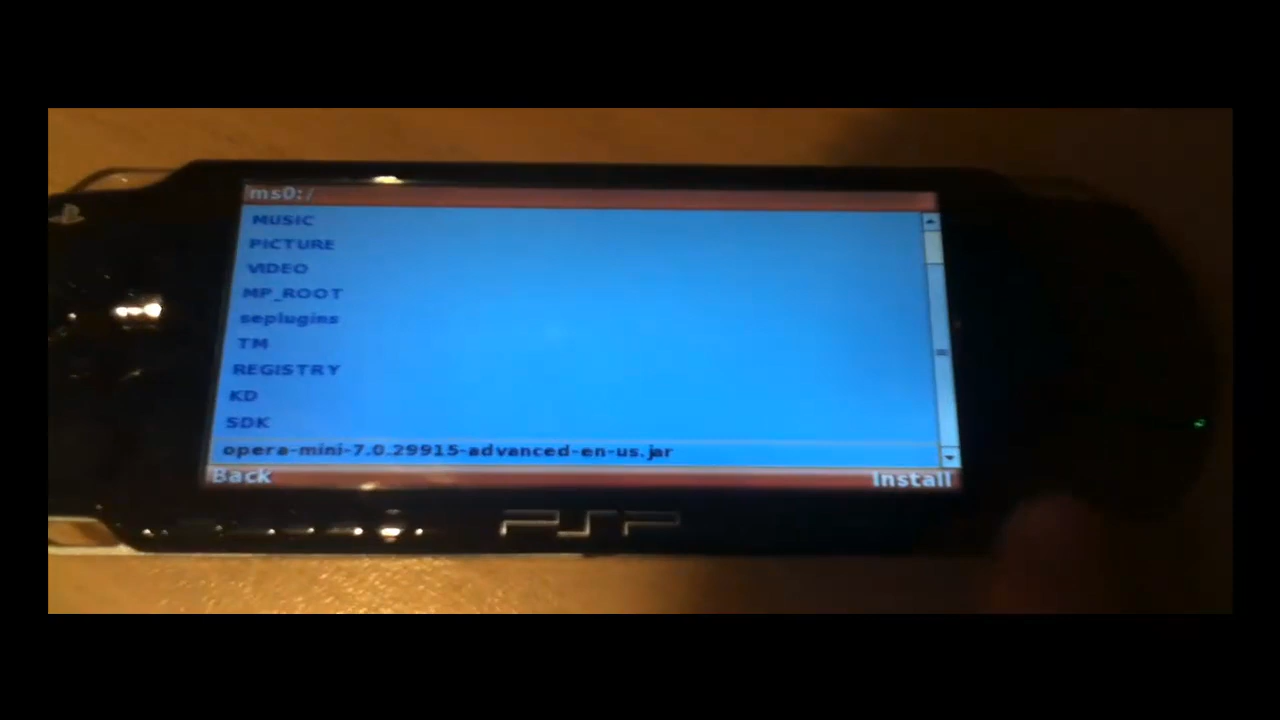 ms0:/
MUSIC
PICTURE
VIDEO
MP_ROOT
seplugins
TM
REGISTRY
KD
SDK
opera-mini-7.0.29915-advanced-en-us.jar
Back
Install
PSP